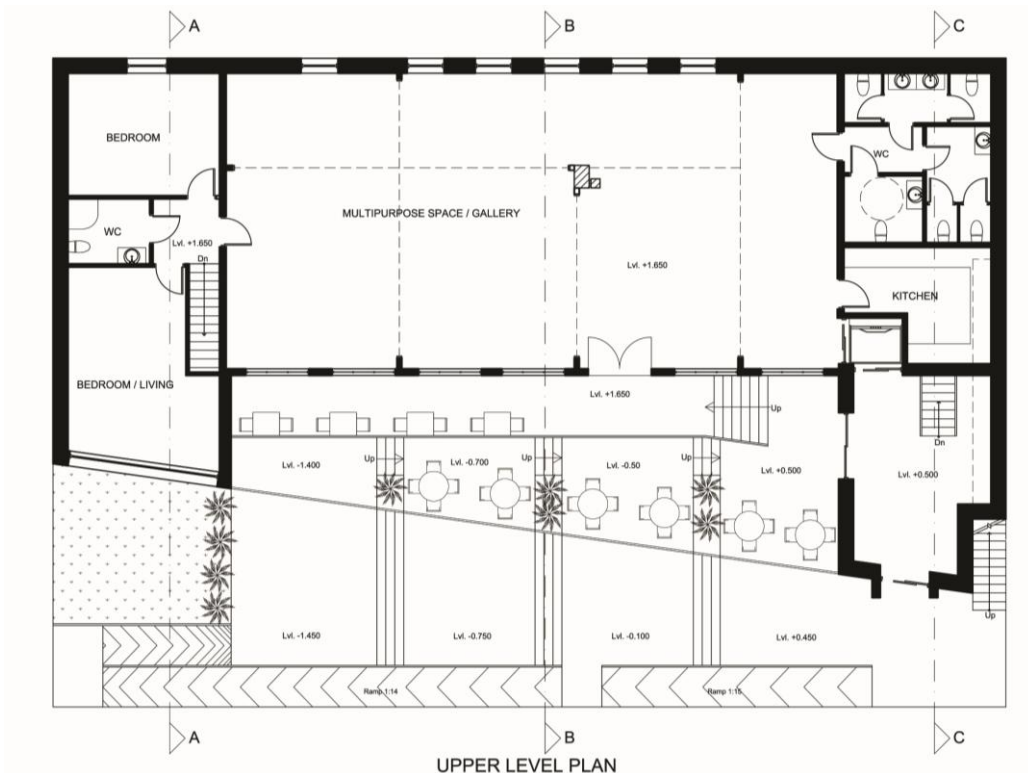 A
B
C
BEDROOM
WC
MULTIPURPOSE SPACE / GALLERY
WC
Lvl. +1.650
Dn
Lvl. +1.650
KITCHEN
BEDROOM / LIVING
Lvl. +1.650
Up
Dn
Lvl. -1.400
Up
Lvl. -0.700
Up
Lvl. -0.50
Up
Lvl. +0.500
Lvl. +0.500
Lvl. -1.450
Lvl. -0.750
Lvl. -0.100
Lvl. +0.450
Up
Ramp 1:14
Ramp 1:15
A
B
C
UPPER LEVEL PLAN